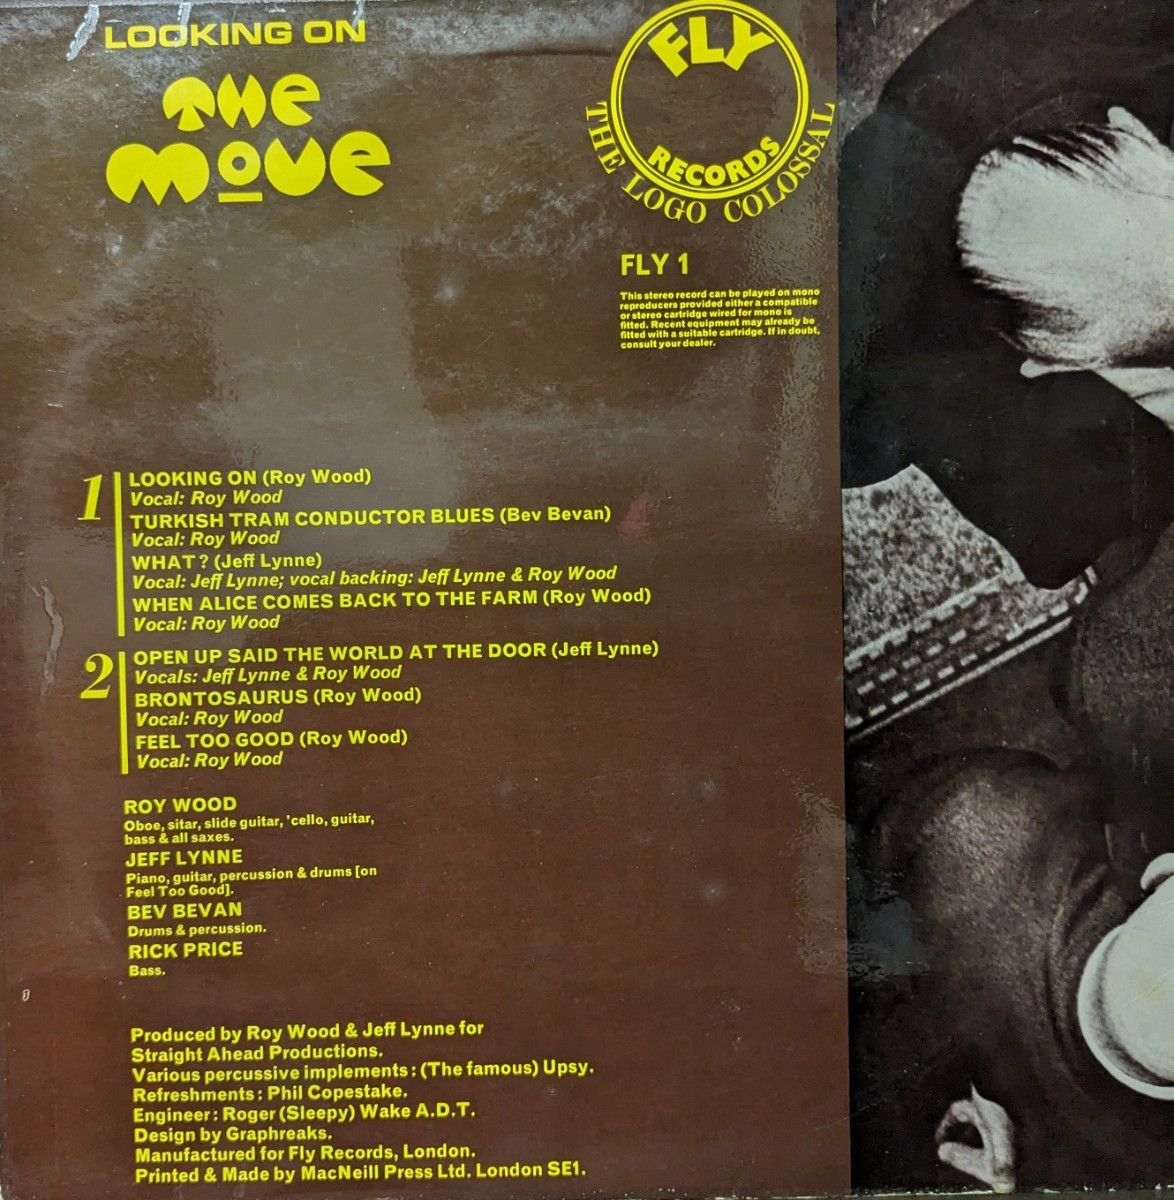 LOOKING ON
THE
MOVE
FLY
RECORDS
THE LOGO COLOSSAL
FLY 1
This stereo record can be played on mono
reproducers provided either a compatible
or stereo cartridge wired for mono is
fitted. Recent equipment may already be
fitted with a suitable cartridge. If in doubt,
consult your dealer.
1
LOOKING ON (Roy Wood)
Vocal: Roy Wood
TURKISH TRAM CONDUCTOR BLUES (Bev Bevan)
Vocal: Roy Wood
WHAT? (Jeff Lynne)
Vocal: Jeff Lynne; vocal backing: Jeff Lynne & Roy Wood
WHEN ALICE COMES BACK TO THE FARM (Roy Wood)
Vocal: Roy Wood
2
OPEN UP SAID THE WORLD AT THE DOOR (Jeff Lynne)
Vocals: Jeff Lynne & Roy Wood
BRONTOSAURUS (Roy Wood)
Vocal: Roy Wood
FEEL TOO GOOD (Roy Wood)
Vocal: Roy Wood
ROY WOOD
Oboe, sitar, slide guitar, 'cello, guitar,
bass & all saxes.
JEFF LYNNE
Piano, guitar, percussion & drums [on
Feel Too Good].
BEV BEVAN
Drums & percussion.
RICK PRICE
Bass.
Produced by Roy Wood & Jeff Lynne for
Straight Ahead Productions.
Various percussive implements: (The famous) Upsy.
Refreshments: Phil Copestake.
Engineer: Roger (Sleepy) Wake A.D.T.
Design by Graphreaks.
Manufactured for Fly Records, London.
Printed & Made by MacNeill Press Ltd. London SE1.